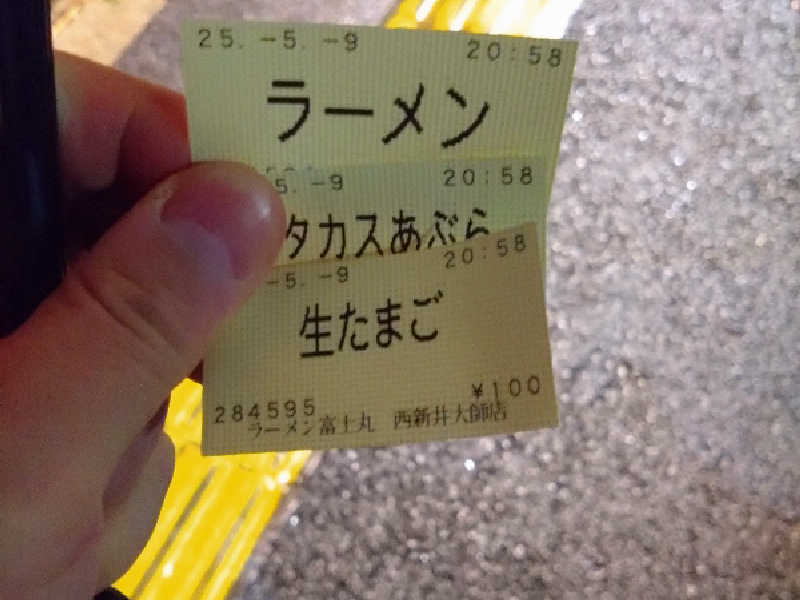 25. -5. -9 20:58
ラーメン
5. -9 20:58
タカスあぶら
-5. -9 20:58
生たまご
¥100
284595
ラーメン富士丸 西新井大師店